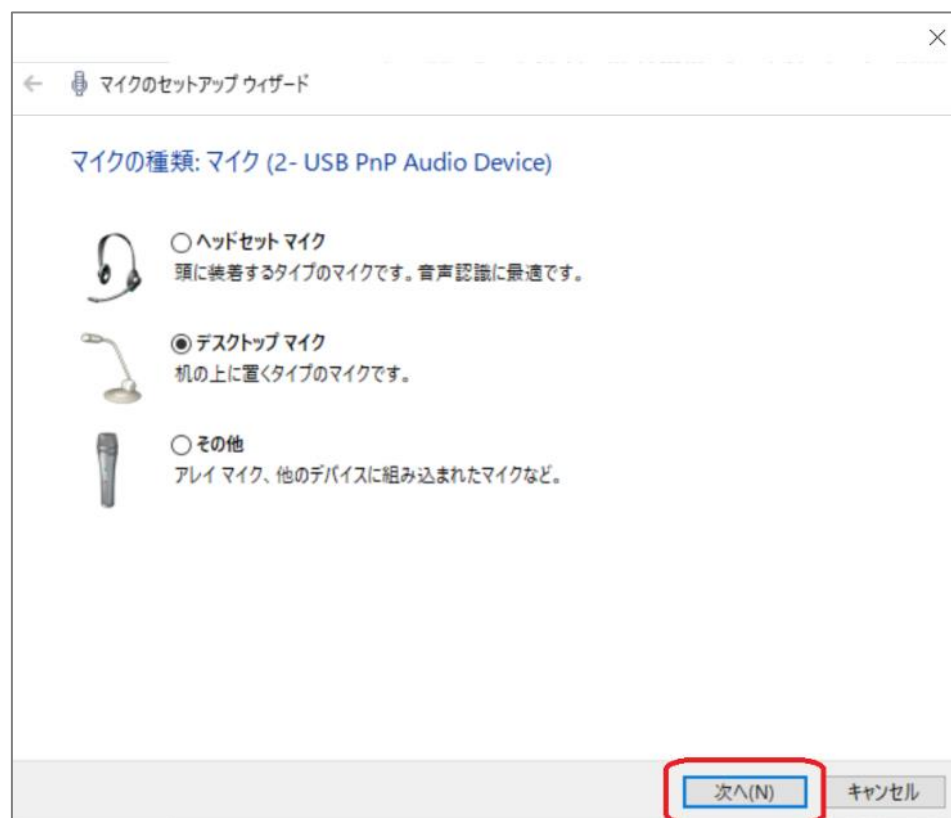 マイクのセットアップ ウィザード
マイクの種類: マイク (2- USB PnP Audio Device)
ヘッドセット マイク
頭に装着するタイプのマイクです。音声認識に最適です。
デスクトップ マイク
机の上に置くタイプのマイクです。
その他
アレイ マイク、他のデバイスに組み込まれたマイクなど。
次へ(N) キャンセル